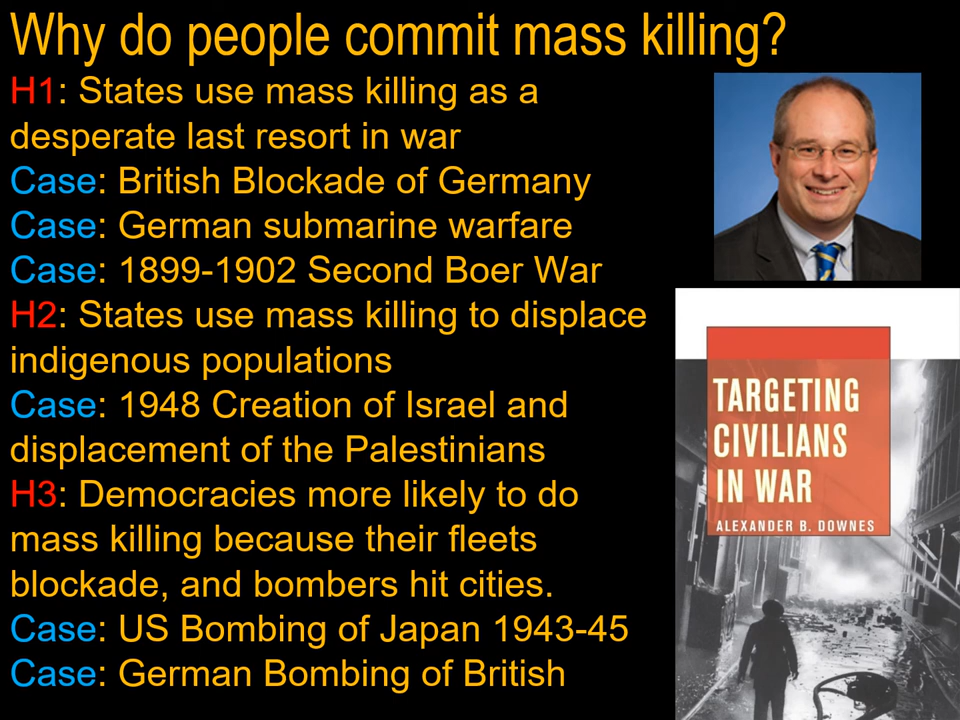 Why do people commit mass killing?
H1: States use mass killing as a
desperate last resort in war
Case: British Blockade of Germany
Case: German submarine warfare
Case: 1899-1902 Second Boer War
H2: States use mass killing to displace
indigenous populations
Case: 1948 Creation of Israel and
displacement of the Palestinians
H3: Democracies more likely to do
mass killing because their fleets
blockade, and bombers hit cities.
Case: US Bombing of Japan 1943-45
Case: German Bombing of British
TARGETING
CIVILIANS
IN WAR
ALEXANDER B. DOWNES